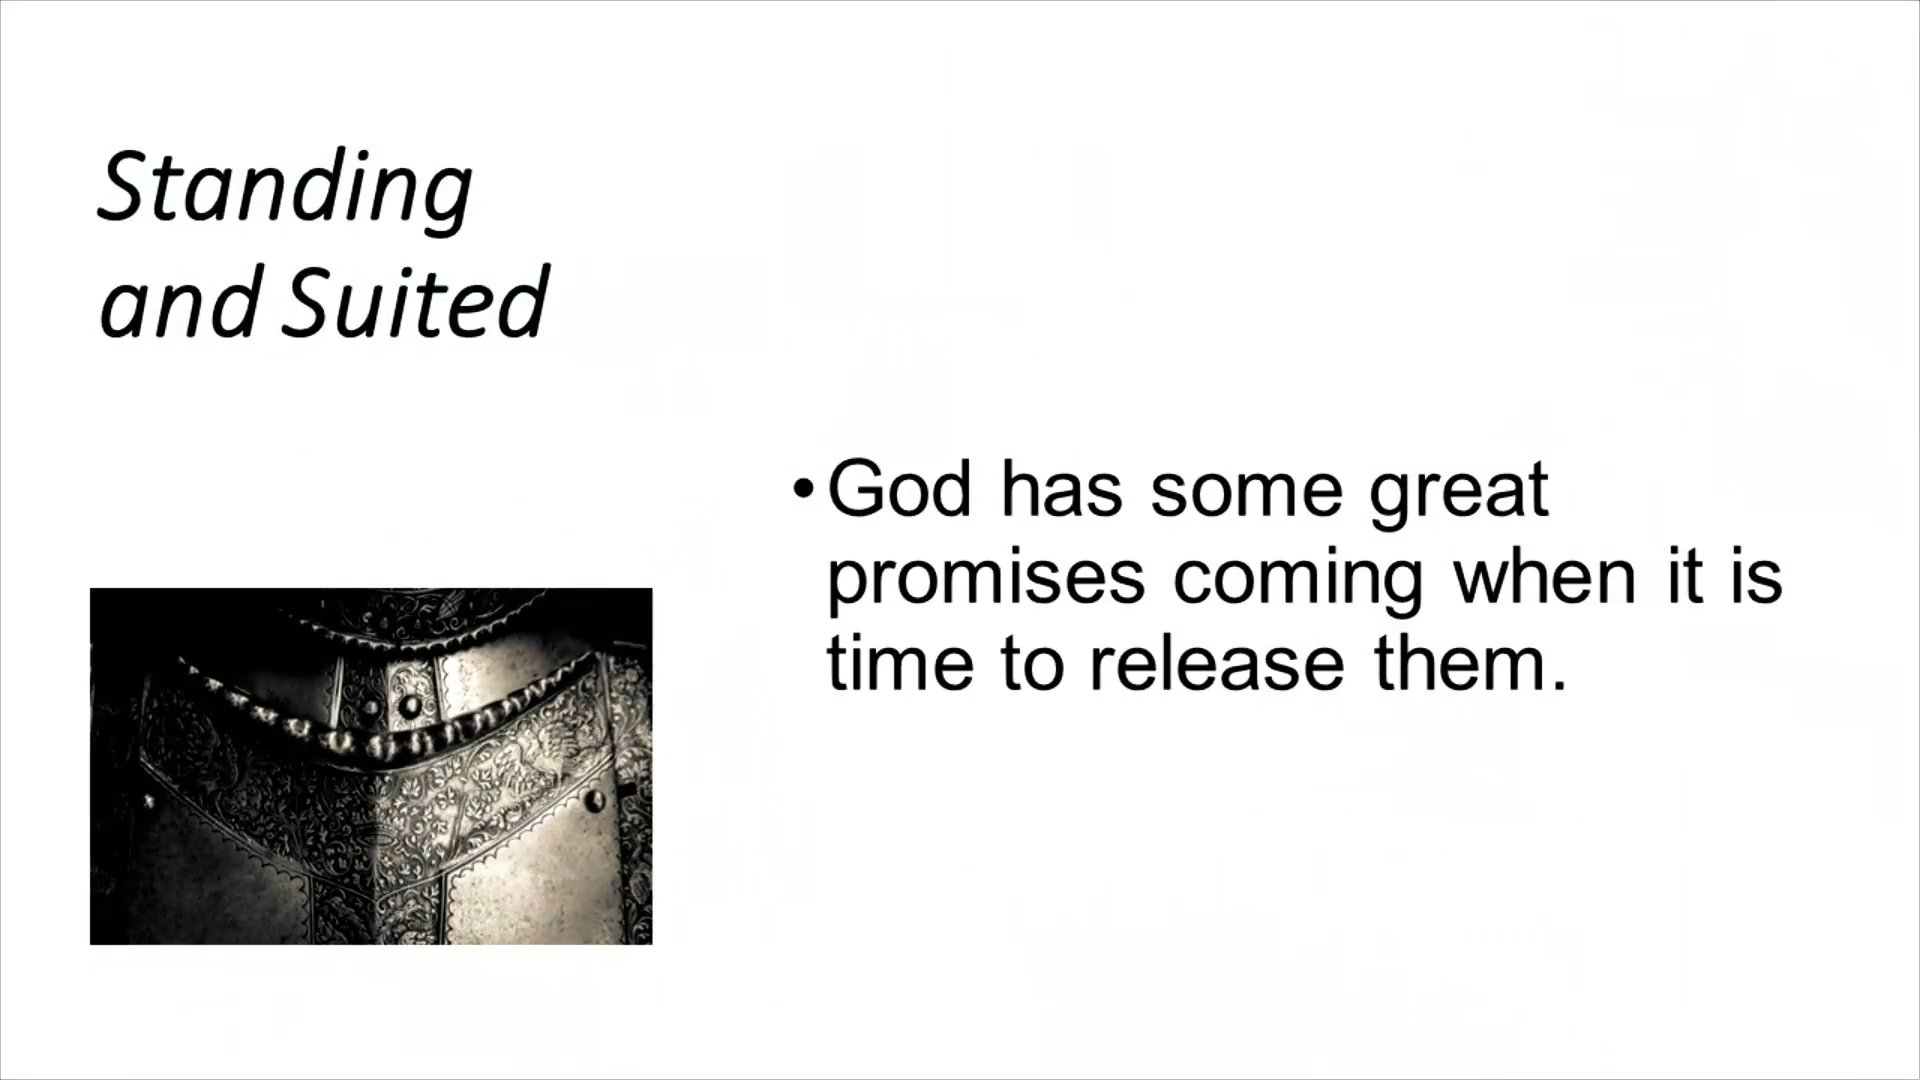 Standing
and Suited
• God has some great
promises coming when it is
time to release them.